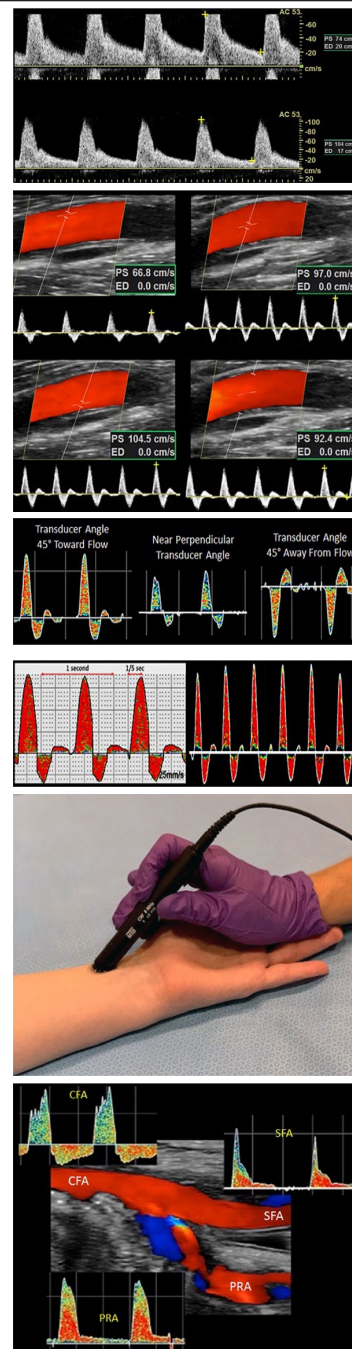 AC 53
-60
-40
-20
cm/s
PS 74 cm
ED 20 cm
AC 53
-100
-80
-60
-40
-20
cm/s
20
PS 104 cm
ED 17 cm
PS 66.8 cm/s
ED 0.0 cm/s
PS 97.0 cm/s
ED 0.0 cm/s
PS 104.5 cm/s
ED 0.0 cm/s
PS 92.4 cm/s
ED 0.0 cm/s
Transducer Angle
45° Toward Flow
Near Perpendicular
Transducer Angle
Transducer Angle
45° Away From Flow
1 second
1/5 sec
25mm/s
CFA
SFA
CFA
SFA
PRA
PRA